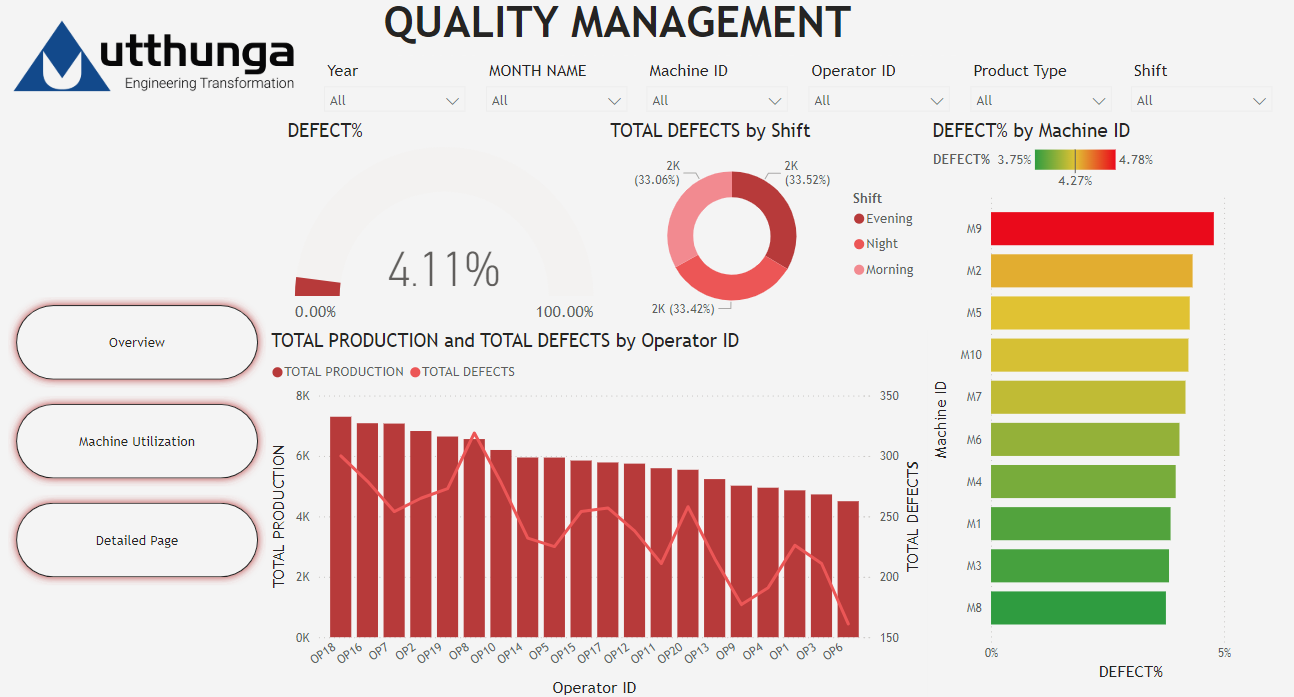 QUALITY MANAGEMENT
utthunga
Engineering Transformation
Year
MONTH NAME
Machine ID
Operator ID
Product Type
Shift
All
All
All
All
All
All
DEFECT%
4.11%
0.00%
100.00%
TOTAL DEFECTS by Shift
2K
(33.06%)
2K
(33.52%)
2K (33.42%)
Shift
Evening
Night
Morning
DEFECT% by Machine ID
DEFECT% 3.75% 4.78%
4.27%
Machine ID
M9
M2
M5
M10
M7
M6
M4
M1
M3
M8
0%
5%
DEFECT%
Overview
Machine Utilization
Detailed Page
TOTAL PRODUCTION and TOTAL DEFECTS by Operator ID
TOTAL PRODUCTION TOTAL DEFECTS
TOTAL PRODUCTION
8K
6K
4K
2K
0K
350
300
250
200
150
TOTAL DEFECTS
OP18
OP16
OP7
OP2
OP19
OP8
OP10
OP14
OP5
OP15
OP17
OP12
OP11
OP20
OP13
OP9
OP4
OP1
OP3
OP6
Operator ID